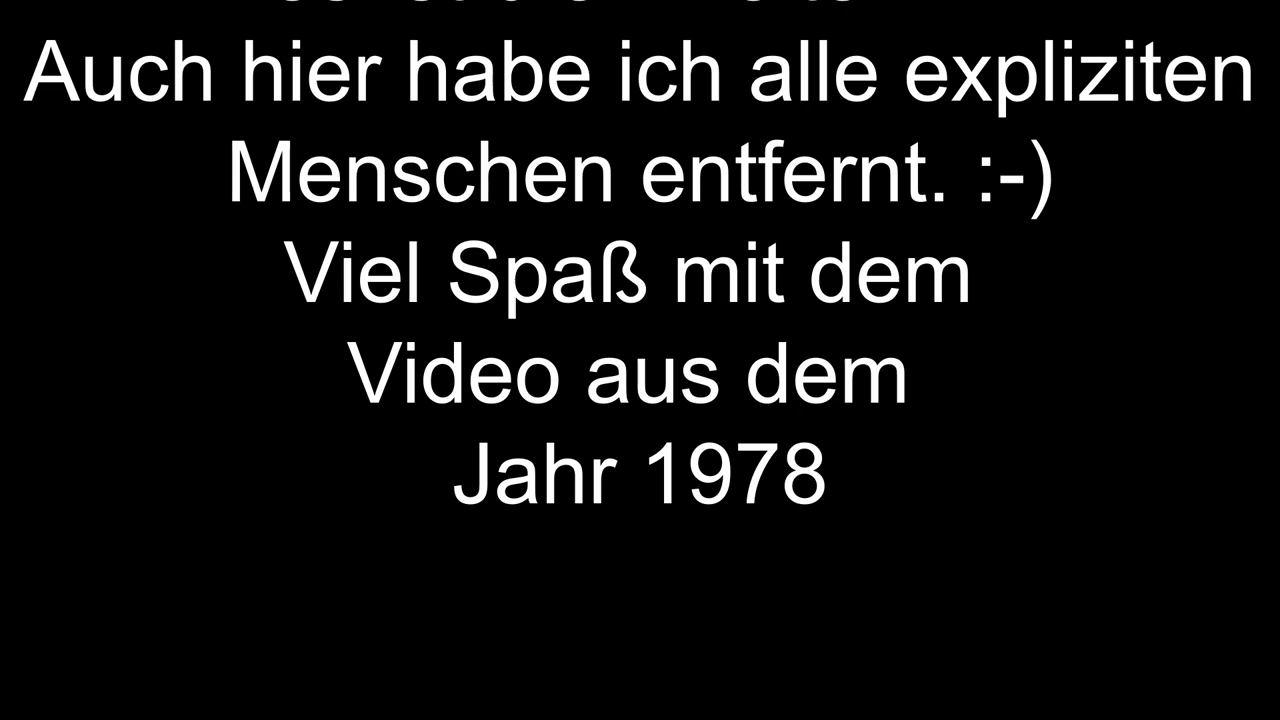 Auch hier habe ich alle expliziten
Menschen entfernt. :-)
Viel Spaß mit dem
Video aus dem
Jahr 1978